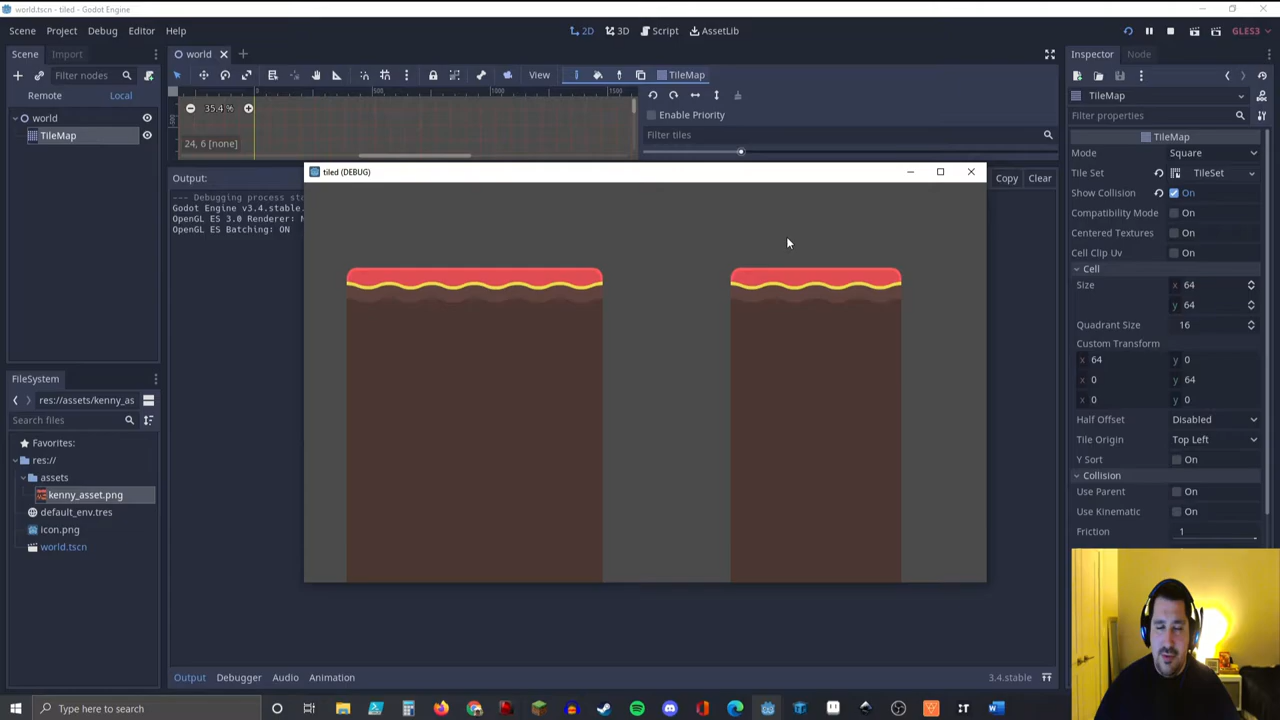 world.tscn - tiled - Godot Engine
Scene Project Debug Editor Help
2D 3D Script AssetLib
GLES3
Scene Import
world
Inspector Node
Filter nodes
View
TileMap
Remote Local
35.4 %
0 500 1000 1500
Enable Priority
TileMap
world
Filter tiles
Filter properties
TileMap
24, 6 [none]
TileMap
Mode Square
Output:
tiled (DEBUG)
Copy Clear
Tile Set TileSet
--- Debugging process
Godot Engine v3.4.stable.
OpenGL ES 3.0 Renderer:
OpenGL ES Batching: ON
Show Collision On
Compatibility Mode On
Centered Textures On
Cell Clip Uv On
Cell
Size x 64
y 64
Quadrant Size 16
Custom Transform
x 64 y 0
x 0 y 64
x 0 y 0
Half Offset Disabled
Tile Origin Top Left
Y Sort On
Collision
Use Parent On
Use Kinematic On
Friction 1
FileSystem
res://assets/kenny_as
Search files
Favorites:
res://
assets
kenny_asset.png
default_env.tres
icon.png
world.tscn
Output Debugger Audio Animation
3.4.stable
Type here to search